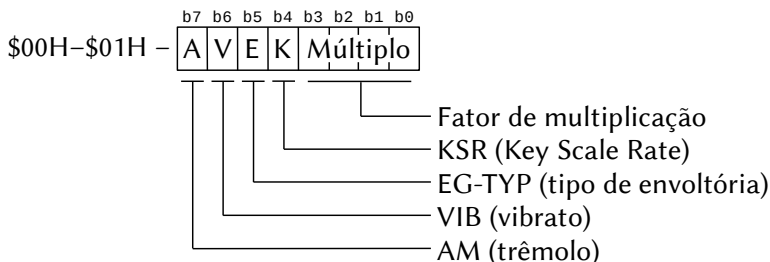 b7 b6 b5 b4 b3 b2 b1 b0
$00H–$01H – A V E K Múltiplo
Fator de multiplicação
KSR (Key Scale Rate)
EG-TYP (tipo de envoltória)
VIB (vibrato)
AM (trêmolo)